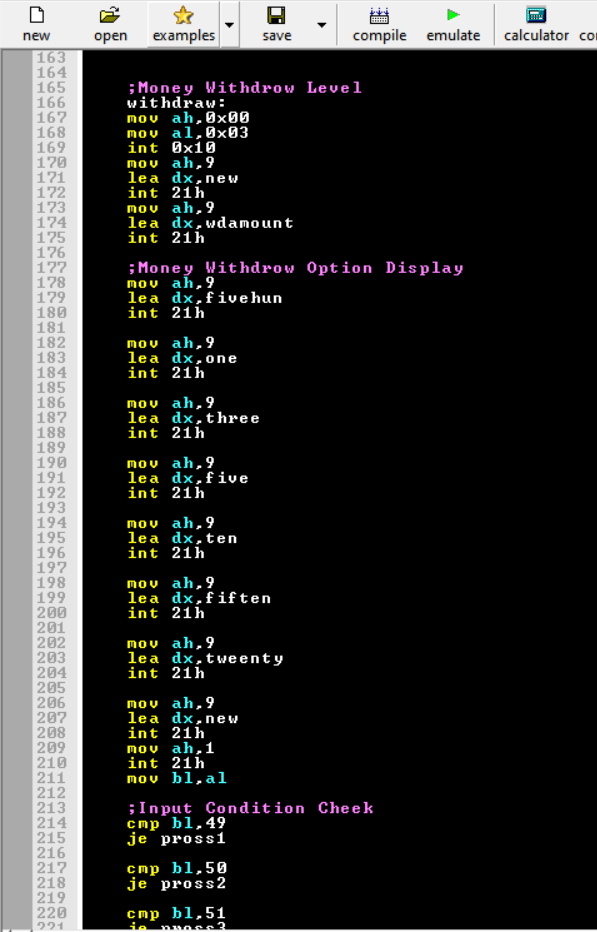 new open examples save compile emulate calculator
163
164
165 ;Money Withdrow Level
166 withdraw:
167 mov ah,0x00
168 mov al,0x03
169 int 0x10
170 mov ah,9
171 lea dx,new
172 int 21h
173 mov ah,9
174 lea dx,wdamount
175 int 21h
176
177 ;Money Withdrow Option Display
178 mov ah,9
179 lea dx,fivehun
180 int 21h
181
182 mov ah,9
183 lea dx,one
184 int 21h
185
186 mov ah,9
187 lea dx,three
188 int 21h
189
190 mov ah,9
191 lea dx,five
192 int 21h
193
194 mov ah,9
195 lea dx,ten
196 int 21h
197
198 mov ah,9
199 lea dx,fiften
200 int 21h
201
202 mov ah,9
203 lea dx,tweenty
204 int 21h
205
206 mov ah,9
207 lea dx,new
208 int 21h
209 mov ah,1
210 int 21h
211 mov bl,al
212
213 ;Input Condition Cheek
214 cmp bl,49
215 je pross1
216
217 cmp bl,50
218 je pross2
219
220 cmp bl,51
221 je pross3